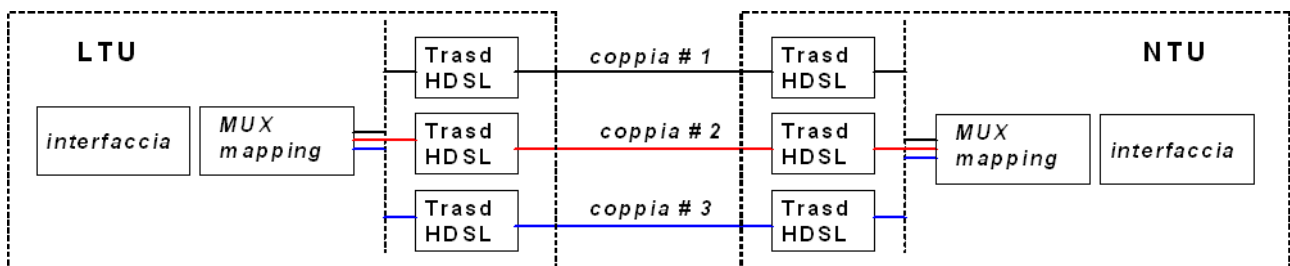 LTU
interfaccia
MUX
mapping
Trasd
HDSL
Trasd
HDSL
Trasd
HDSL
coppia # 1
coppia # 2
coppia # 3
Trasd
HDSL
Trasd
HDSL
Trasd
HDSL
NTU
MUX
mapping
interfaccia